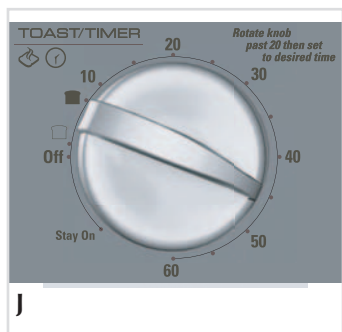 TOAST/TIMER
Rotate knob
past 20 then set
to desired time
20
10
30
Off
40
Stay On
50
60
J